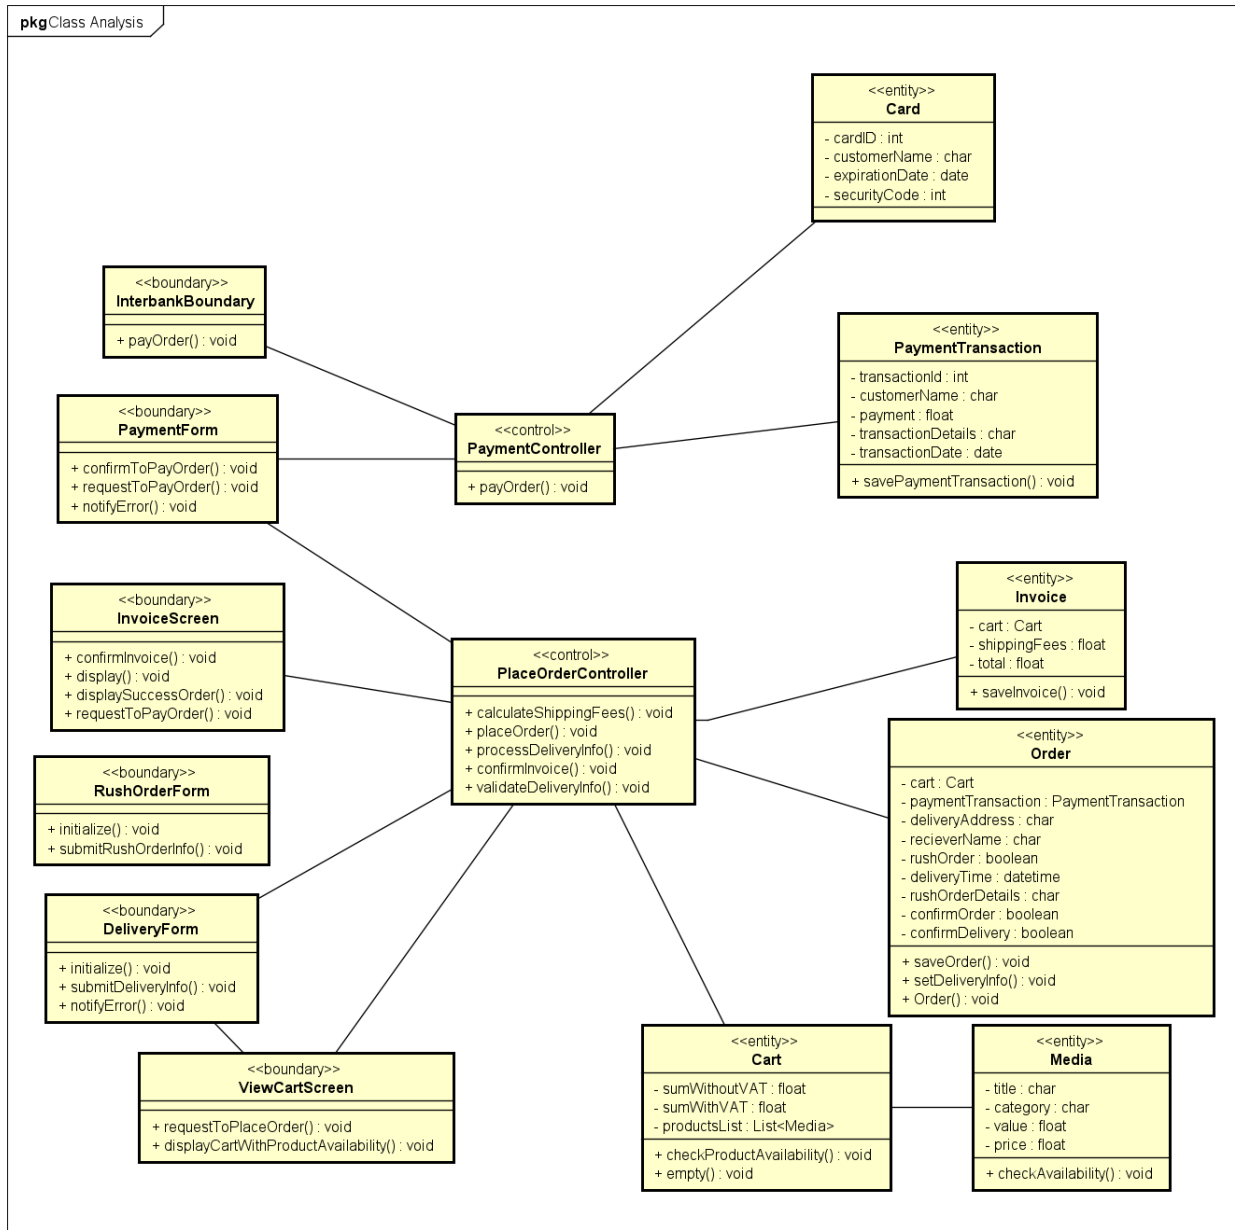 pkg Class Analysis
<<entity>>
Card
- cardID : int
- customerName : char
- expirationDate : date
- securityCode : int
<<boundary>>
InterbankBoundary
+ payOrder() : void
<<entity>>
PaymentTransaction
- transactionId : int
- customerName : char
- payment : float
- transactionDetails : char
- transactionDate : date
+ savePaymentTransaction() : void
<<boundary>>
PaymentForm
+ confirmToPayOrder() : void
+ requestToPayOrder() : void
+ notifyError() : void
<<control>>
PaymentController
+ payOrder() : void
<<boundary>>
InvoiceScreen
+ confirmInvoice() : void
+ display() : void
+ displaySuccessOrder() : void
+ requestToPayOrder() : void
<<control>>
PlaceOrderController
+ calculateShippingFees() : void
+ placeOrder() : void
+ processDeliveryInfo() : void
+ confirmInvoice() : void
+ validateDeliveryInfo() : void
<<entity>>
Invoice
- cart : Cart
- shippingFees : float
- total : float
+ saveInvoice() : void
<<entity>>
Order
- cart : Cart
- paymentTransaction : PaymentTransaction
- deliveryAddress : char
- recieverName : char
- rushOrder : boolean
- deliveryTime : datetime
- rushOrderDetails : char
- confirmOrder : boolean
- confirmDelivery : boolean
+ saveOrder() : void
+ setDeliveryInfo() : void
+ Order() : void
<<boundary>>
RushOrderForm
+ initialize() : void
+ submitRushOrderInfo() : void
<<boundary>>
DeliveryForm
+ initialize() : void
+ submitDeliveryInfo() : void
+ notifyError() : void
<<boundary>>
ViewCartScreen
+ requestToPlaceOrder() : void
+ displayCartWithProductAvailability() : void
<<entity>>
Cart
- sumWithoutVAT : float
- sumWithVAT : float
- productsList : List<Media>
+ checkProductAvailability() : void
+ empty() : void
<<entity>>
Media
- title : char
- category : char
- value : float
- price : float
+ checkAvailability() : void